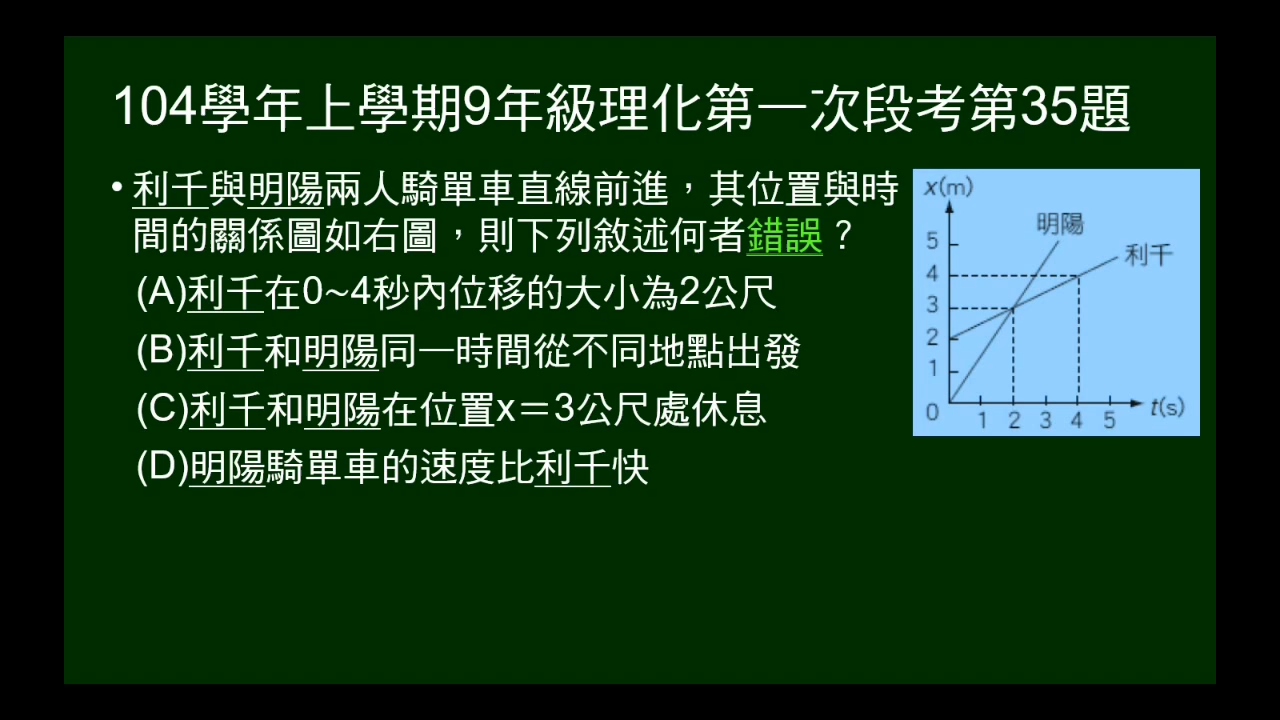 104學年上學期9年級理化第一次段考第35題
• 利千與明陽兩人騎單車直線前進，其位置與時
間的關係圖如右圖，則下列敘述何者錯誤？
(A)利千在0~4秒內位移的大小為2公尺
(B)利千和明陽同一時間從不同地點出發
(C)利千和明陽在位置x＝3公尺處休息
(D)明陽騎單車的速度比利千快
x(m)
明陽
利千
5
4
3
2
1
0
1 2 3 4 5
t(s)